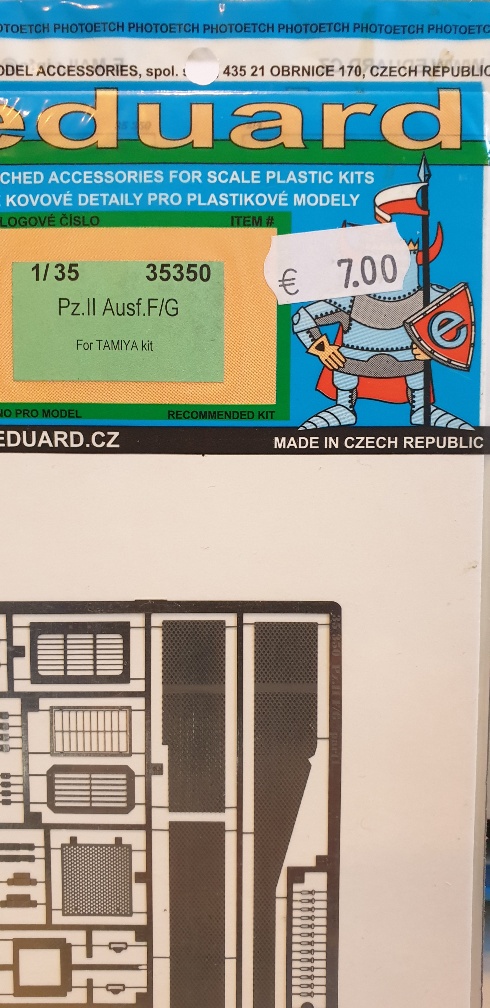 PHOTOETCH PHOTOETCH PHOTOETCH PHOTOETCH PHOTOETCH PHOTOETCH
ODEL ACCESSORIES, spol. s 435 21 OBRNICE 170, CZECH REPUBLIC
eduard
CHED ACCESSORIES FOR SCALE PLASTIC KITS
KOVOVÉ DETAILY PRO PLASTIKOVÉ MODELY
LOGOVÉ ČÍSLO ITEM #
€ 7.00
1/35 35350
Pz.II Ausf.F/G
For TAMIYA kit
e
NO PRO MODEL RECOMMENDED KIT
EDUARD.CZ MADE IN CZECH REPUBLIC